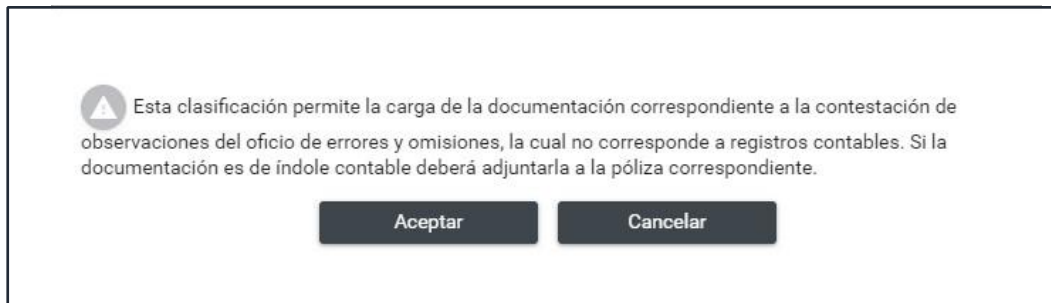 Esta clasificación permite la carga de la documentación correspondiente a la contestación de
observaciones del oficio de errores y omisiones, la cual no corresponde a registros contables. Si la
documentación es de índole contable deberá adjuntarla a la póliza correspondiente.
Aceptar Cancelar